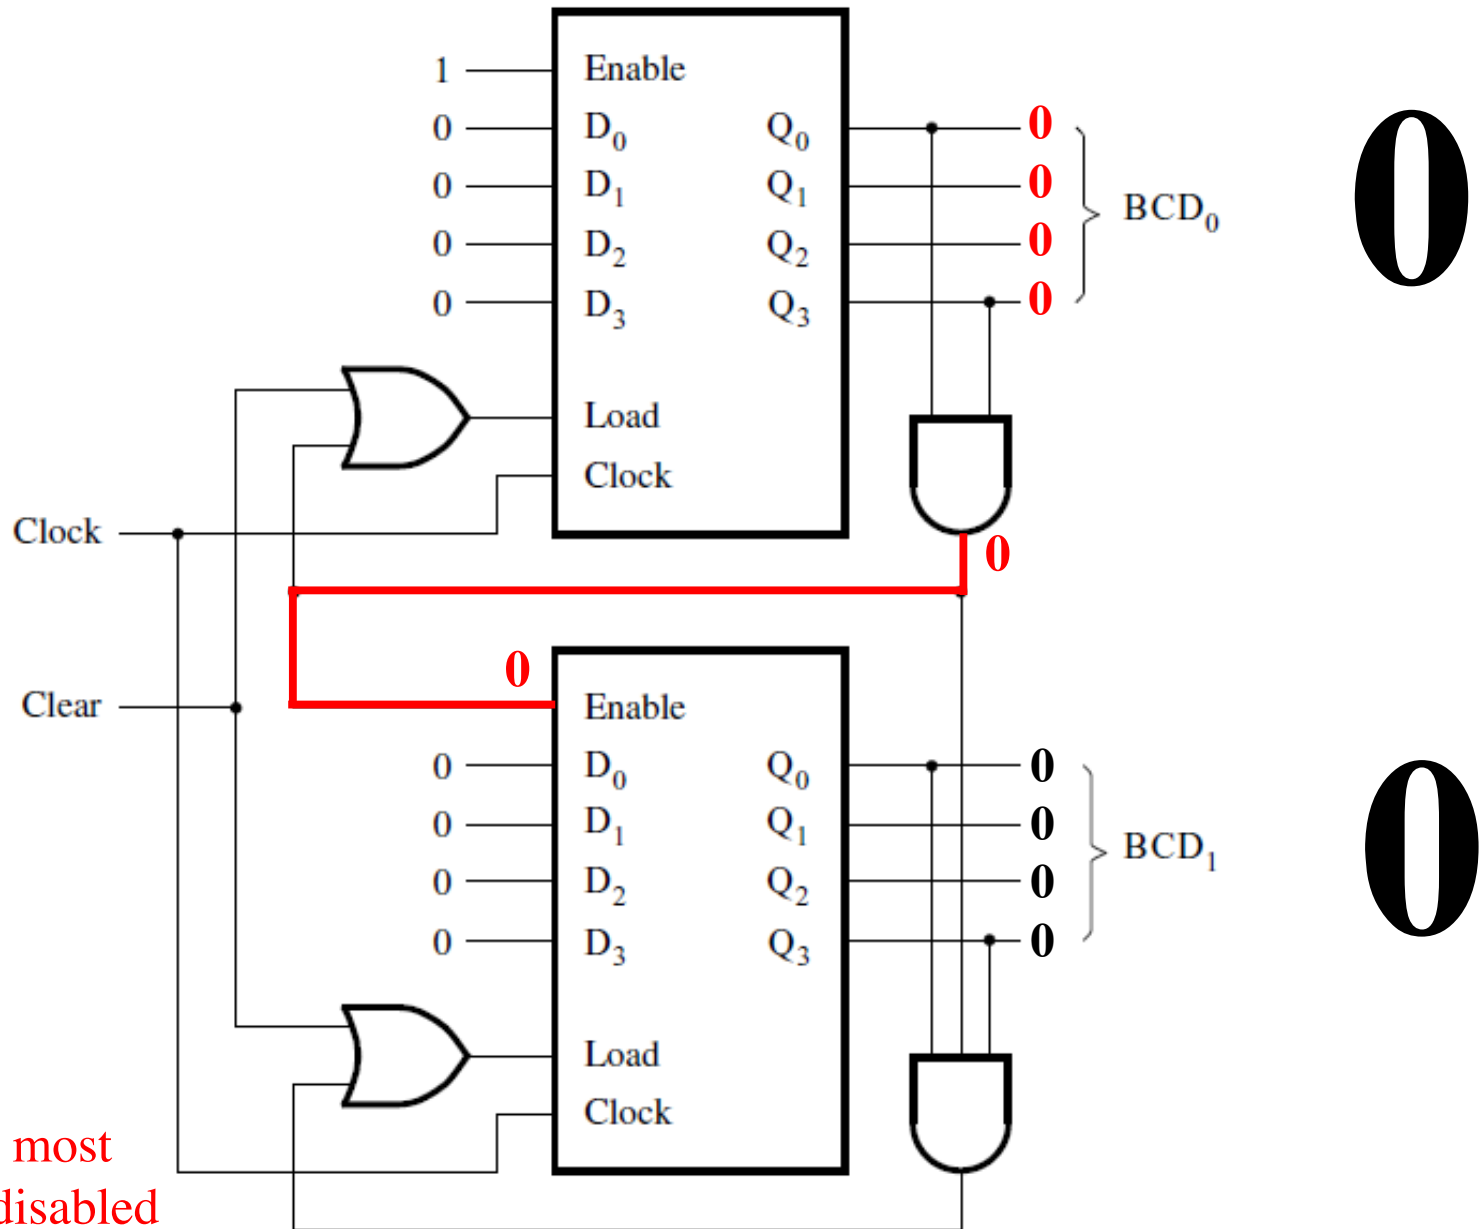 1 Enable
0 D0 Q0 0
0 D1 Q1 0 BCD0 0
0 D2 Q2 0
0 D3 Q3 0
Load
Clock
Clock
0
0
Clear Enable
0 D0 Q0 0
0 D1 Q1 0 BCD1 0
0 D2 Q2 0
0 D3 Q3 0
Load
Clock
most
disabled